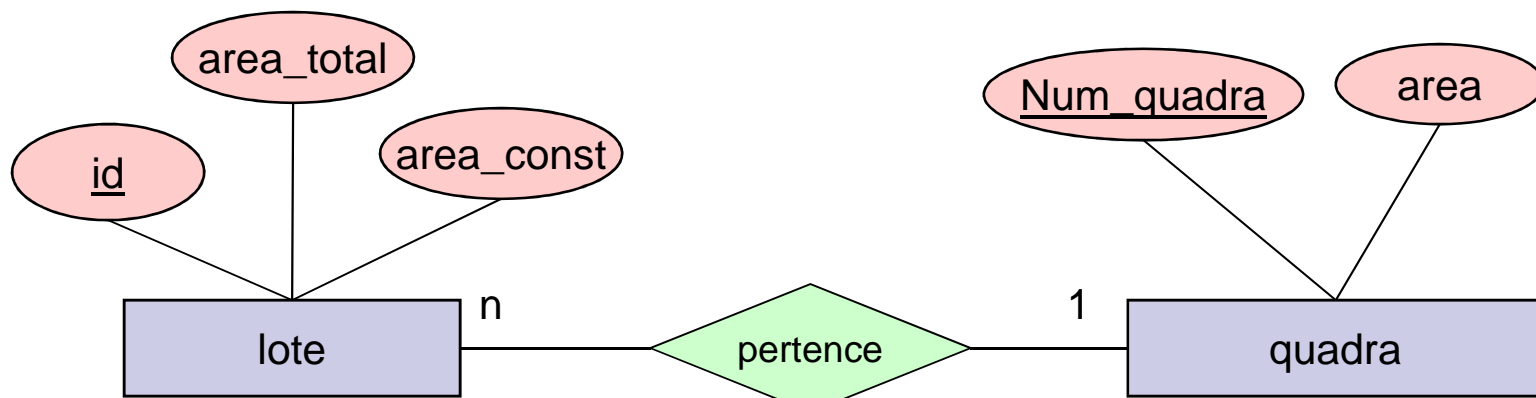 area_total
area
Num_quadra
area_const
id
n
1
lote
pertence
quadra